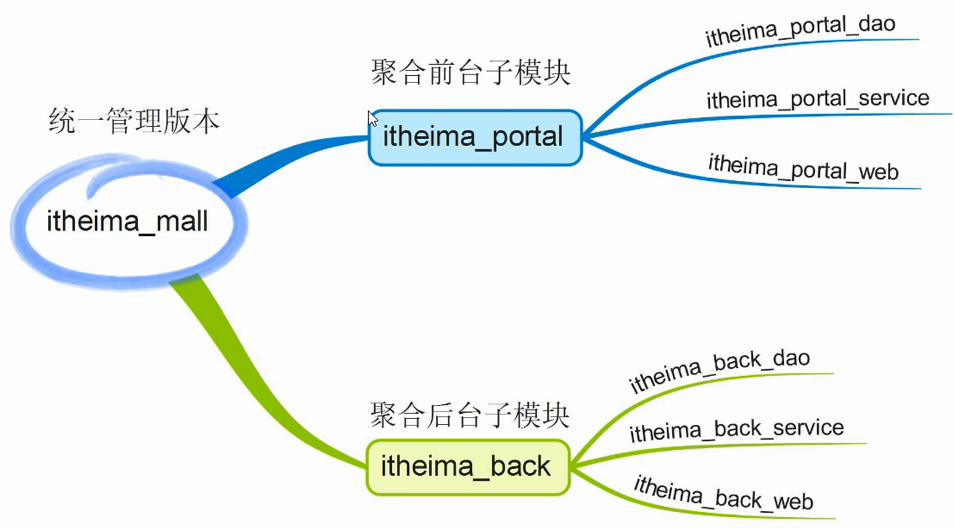 统一管理版本
itheima_mall
聚合前台子模块
itheima_portal
itheima_portal_dao
itheima_portal_service
itheima_portal_web
聚合后台子模块
itheima_back
itheima_back_dao
itheima_back_service
itheima_back_web